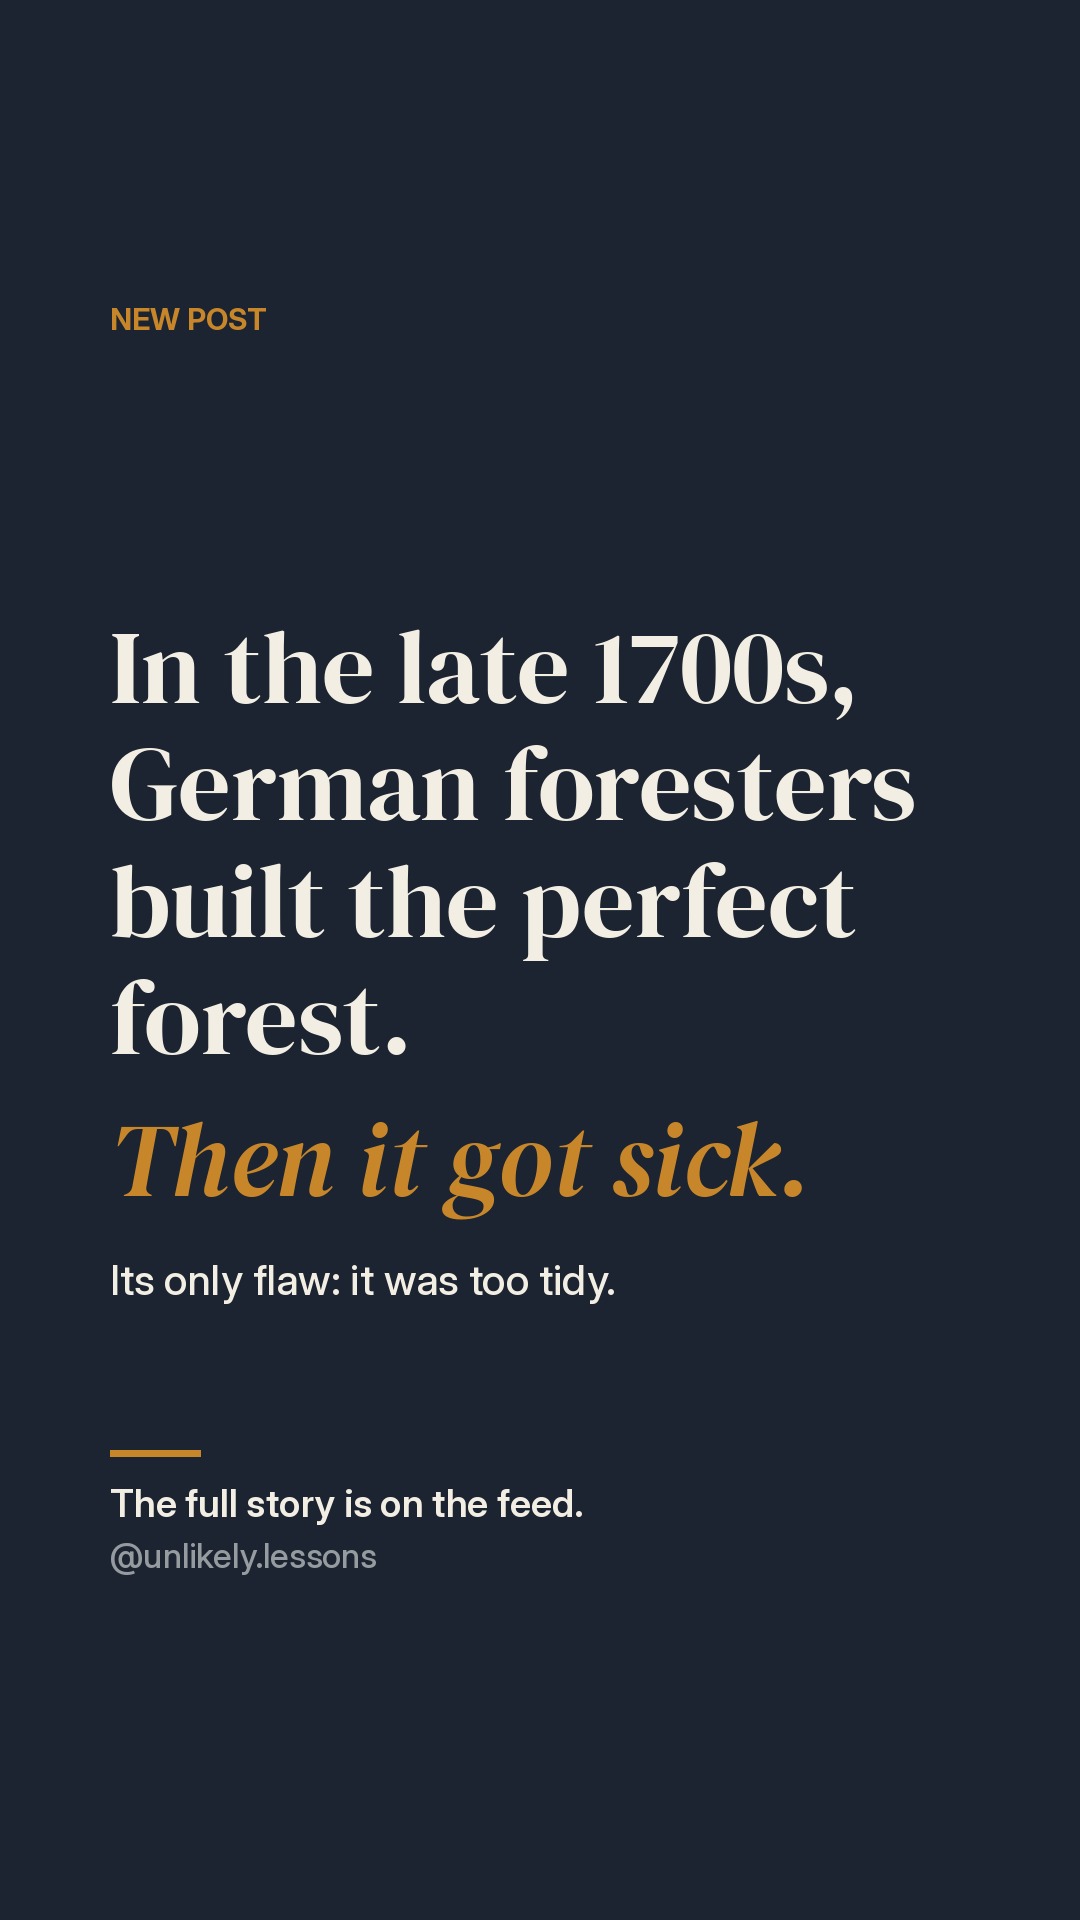 NEW POST
In the late 1700s,
German foresters
built the perfect
forest.
Then it got sick.
Its only flaw: it was too tidy.
The full story is on the feed.
@unlikely.lessons